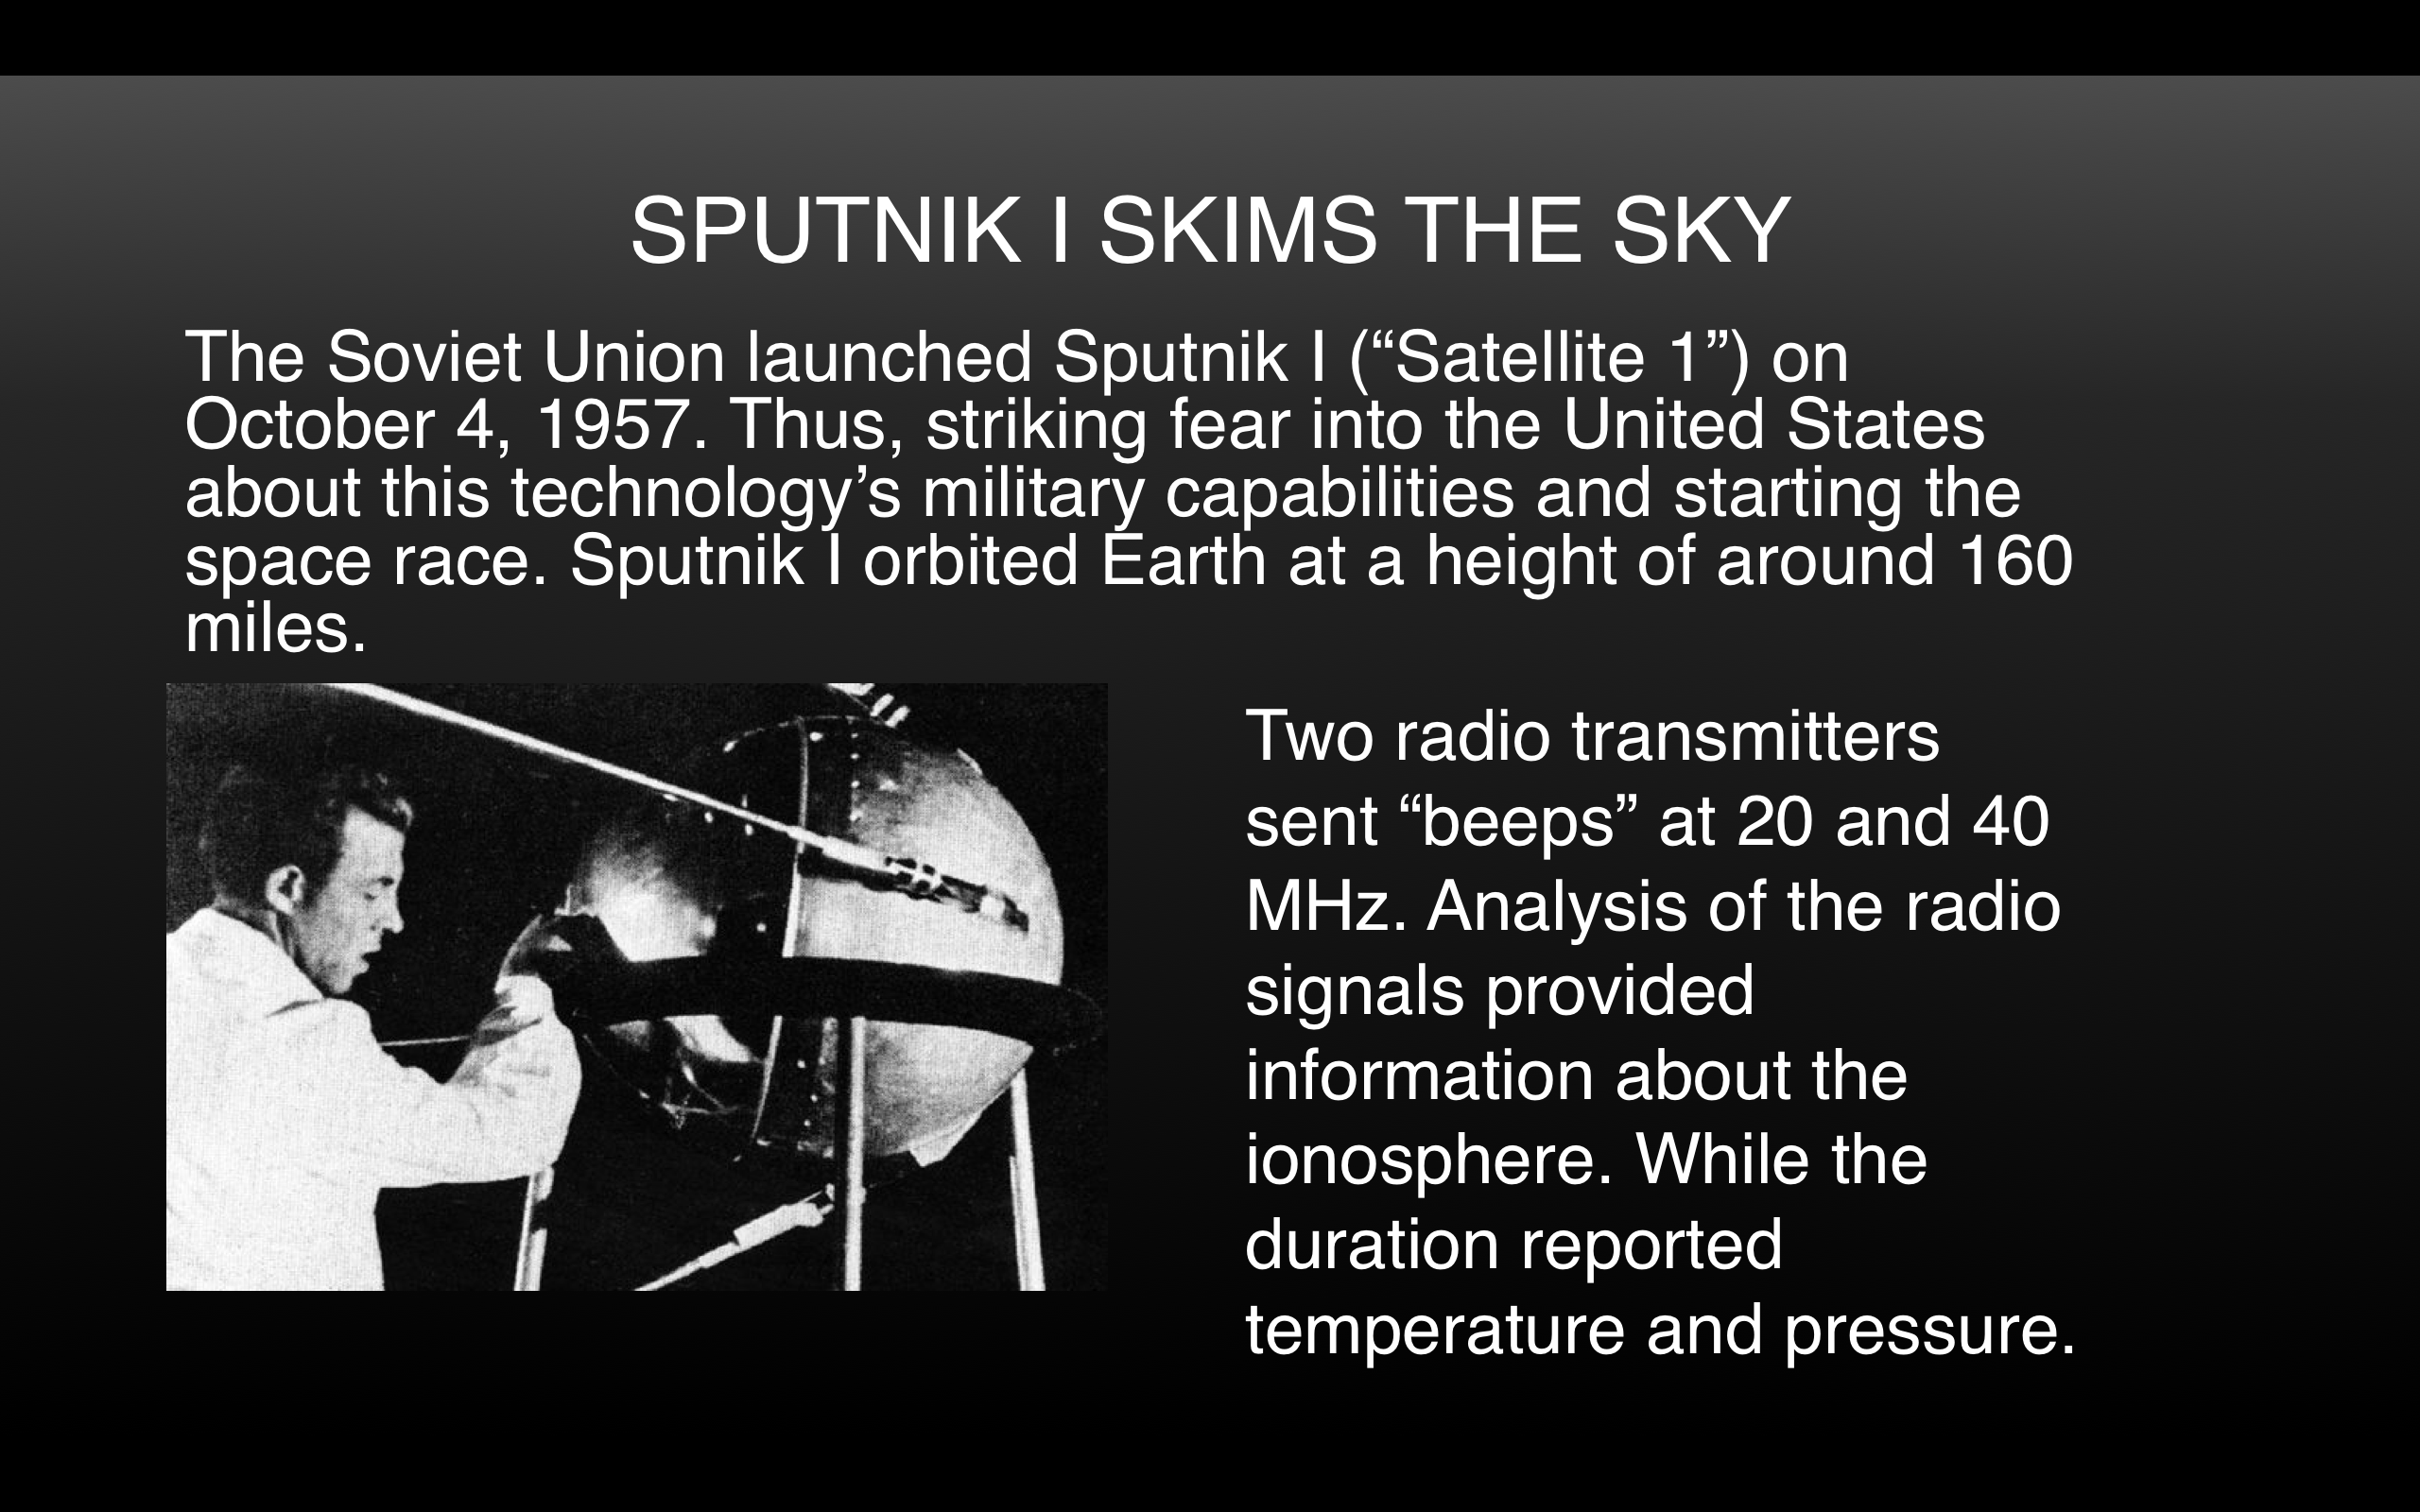 SPUTNIK I SKIMS THE SKY
The Soviet Union launched Sputnik I (“Satellite 1”) on
October 4, 1957. Thus, striking fear into the United States
about this technology’s military capabilities and starting the
space race. Sputnik I orbited Earth at a height of around 160
miles.
Two radio transmitters
sent “beeps” at 20 and 40
MHz. Analysis of the radio
signals provided
information about the
ionosphere. While the
duration reported
temperature and pressure.